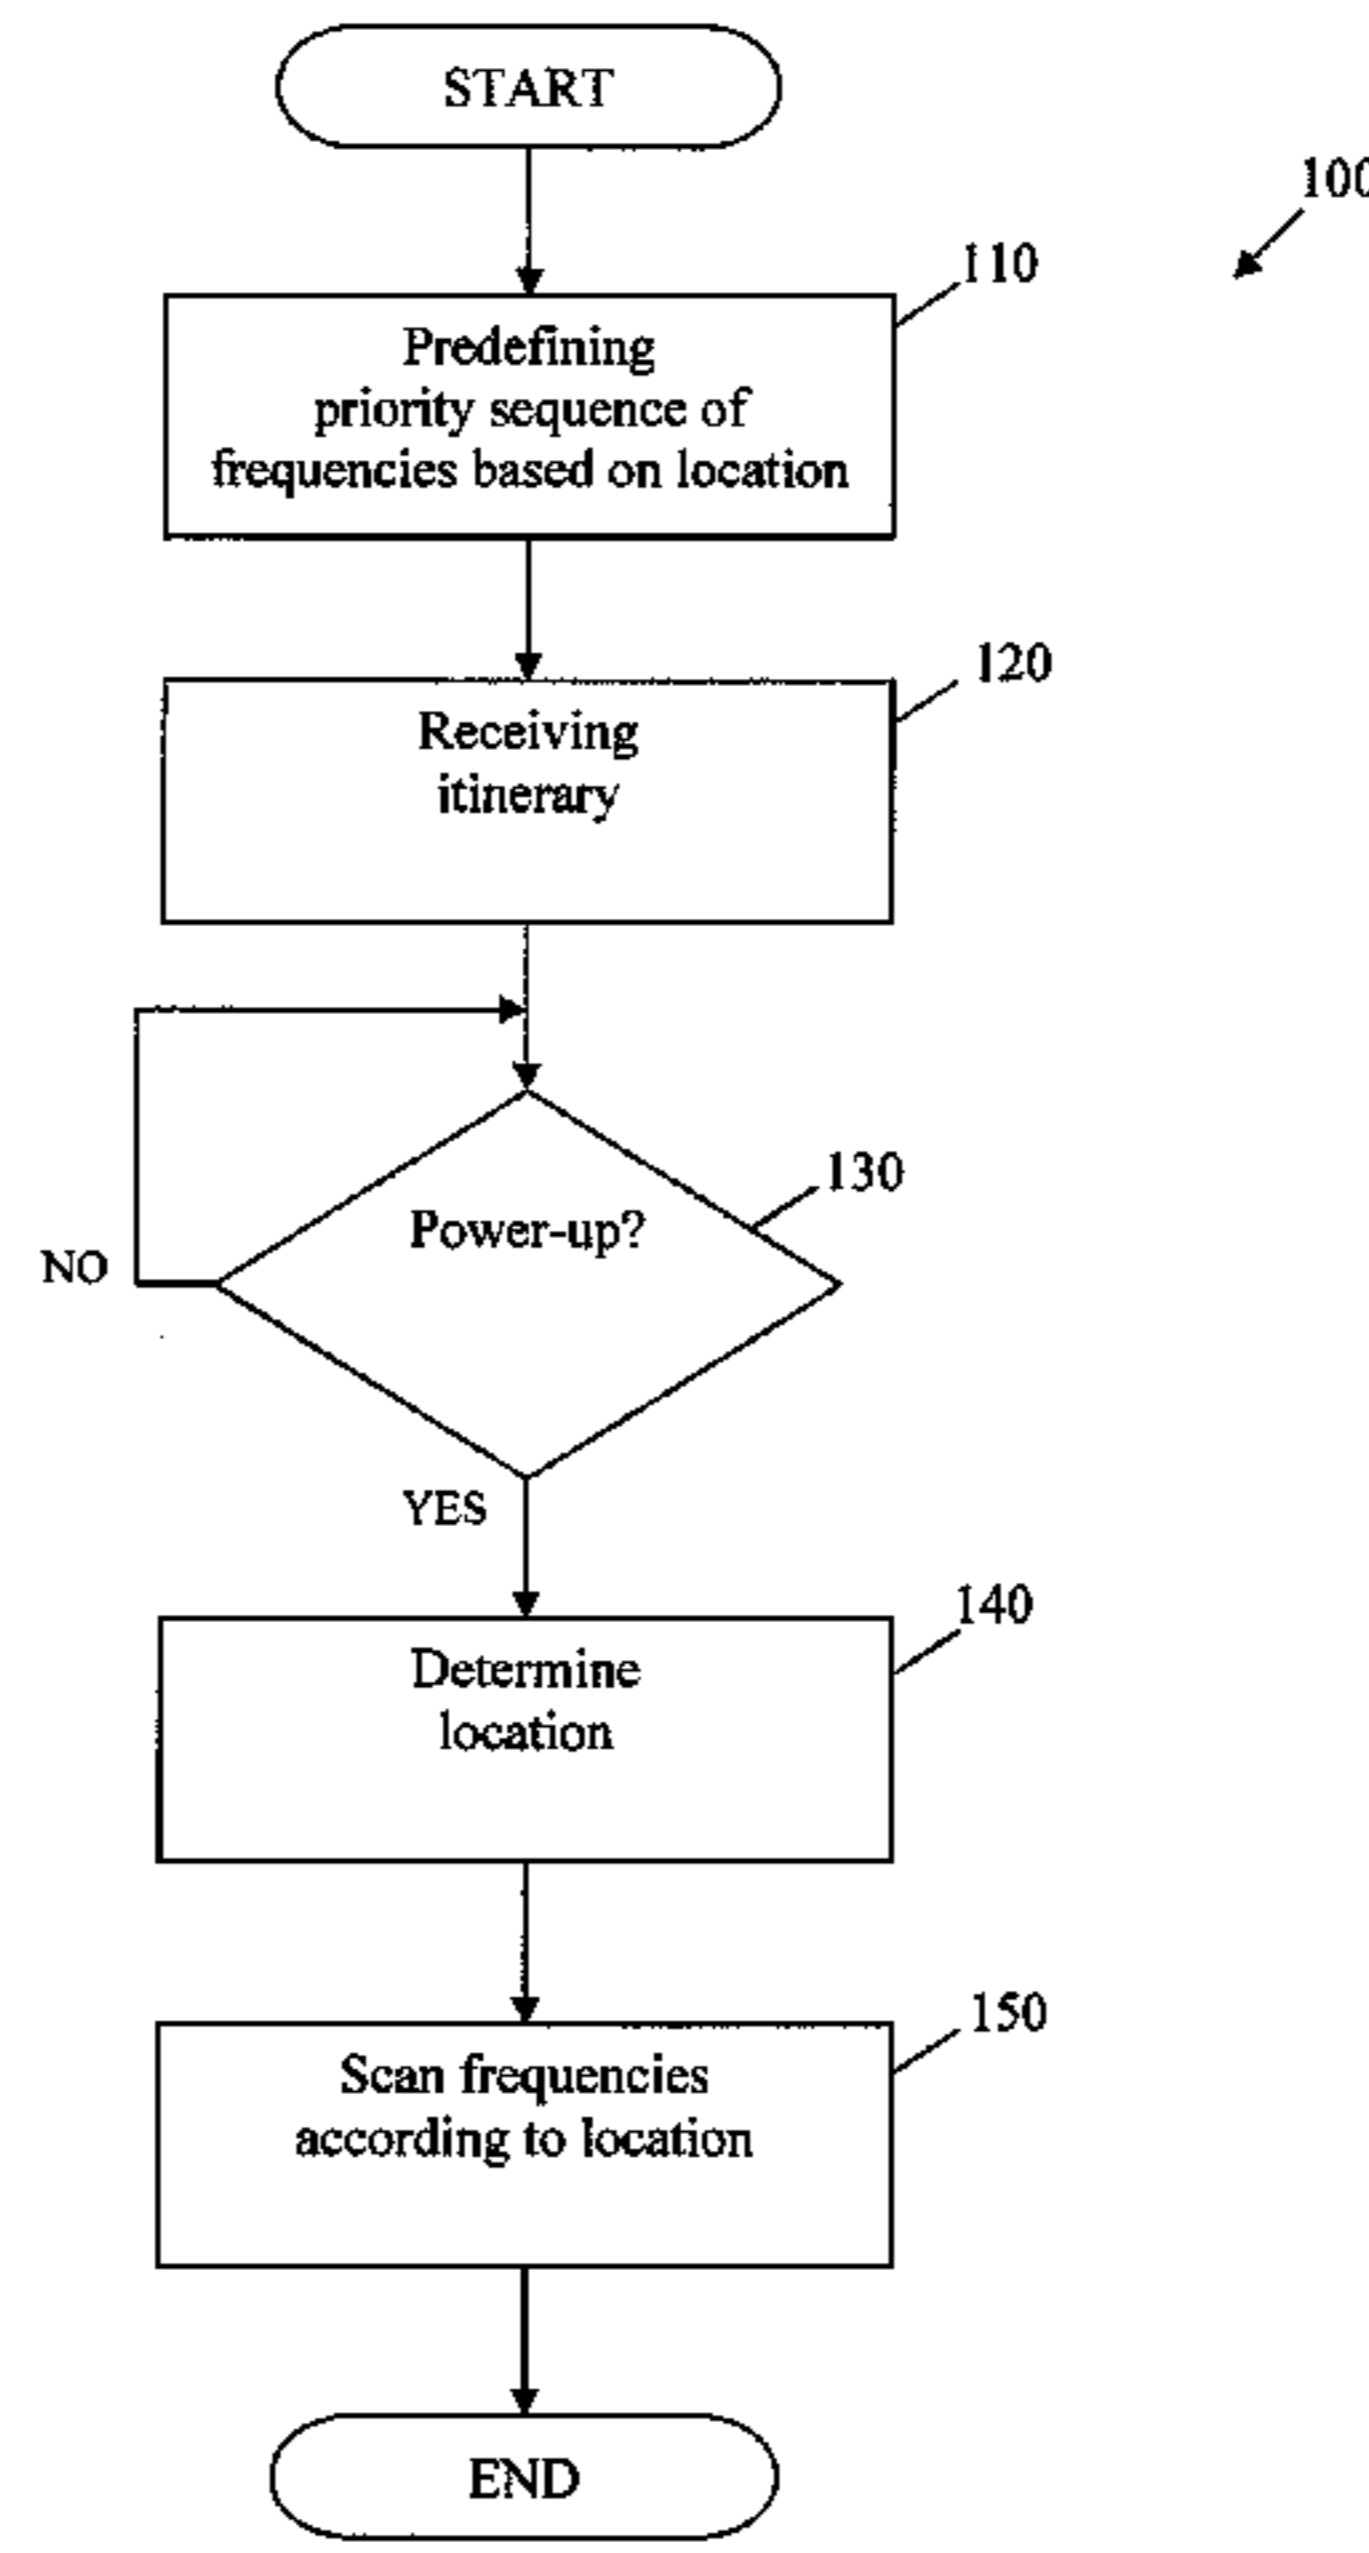 START
100
110
Predefining
priority sequence of
frequencies based on location
120
Receiving
itinerary
130
Power-up?
NO
YES
140
Determine
location
150
Scan frequencies
according to location
END